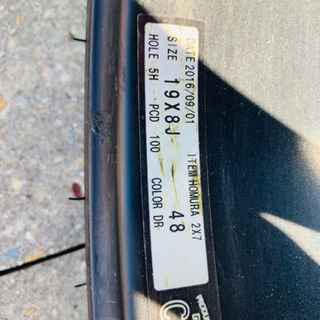 DATE 2016/09/01 ITEM HOMURA 2X7
SIZE 19X8J 48
HOLE 5H PCD 100 COLOR DR